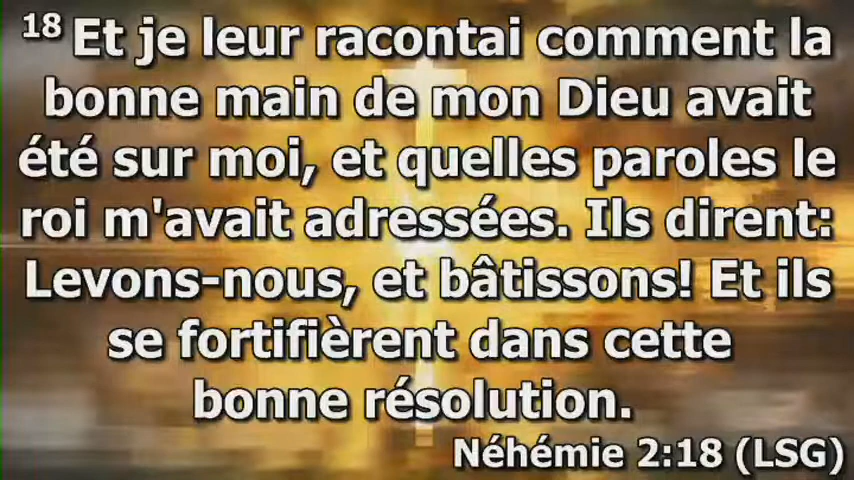 18 Et je leur racontai comment la
bonne main de mon Dieu avait
été sur moi, et quelles paroles le
roi m'avait adressées. Ils dirent:
Levons-nous, et bâtissons! Et ils
se fortifièrent dans cette
bonne résolution.
Néhémie 2:18 (LSG)